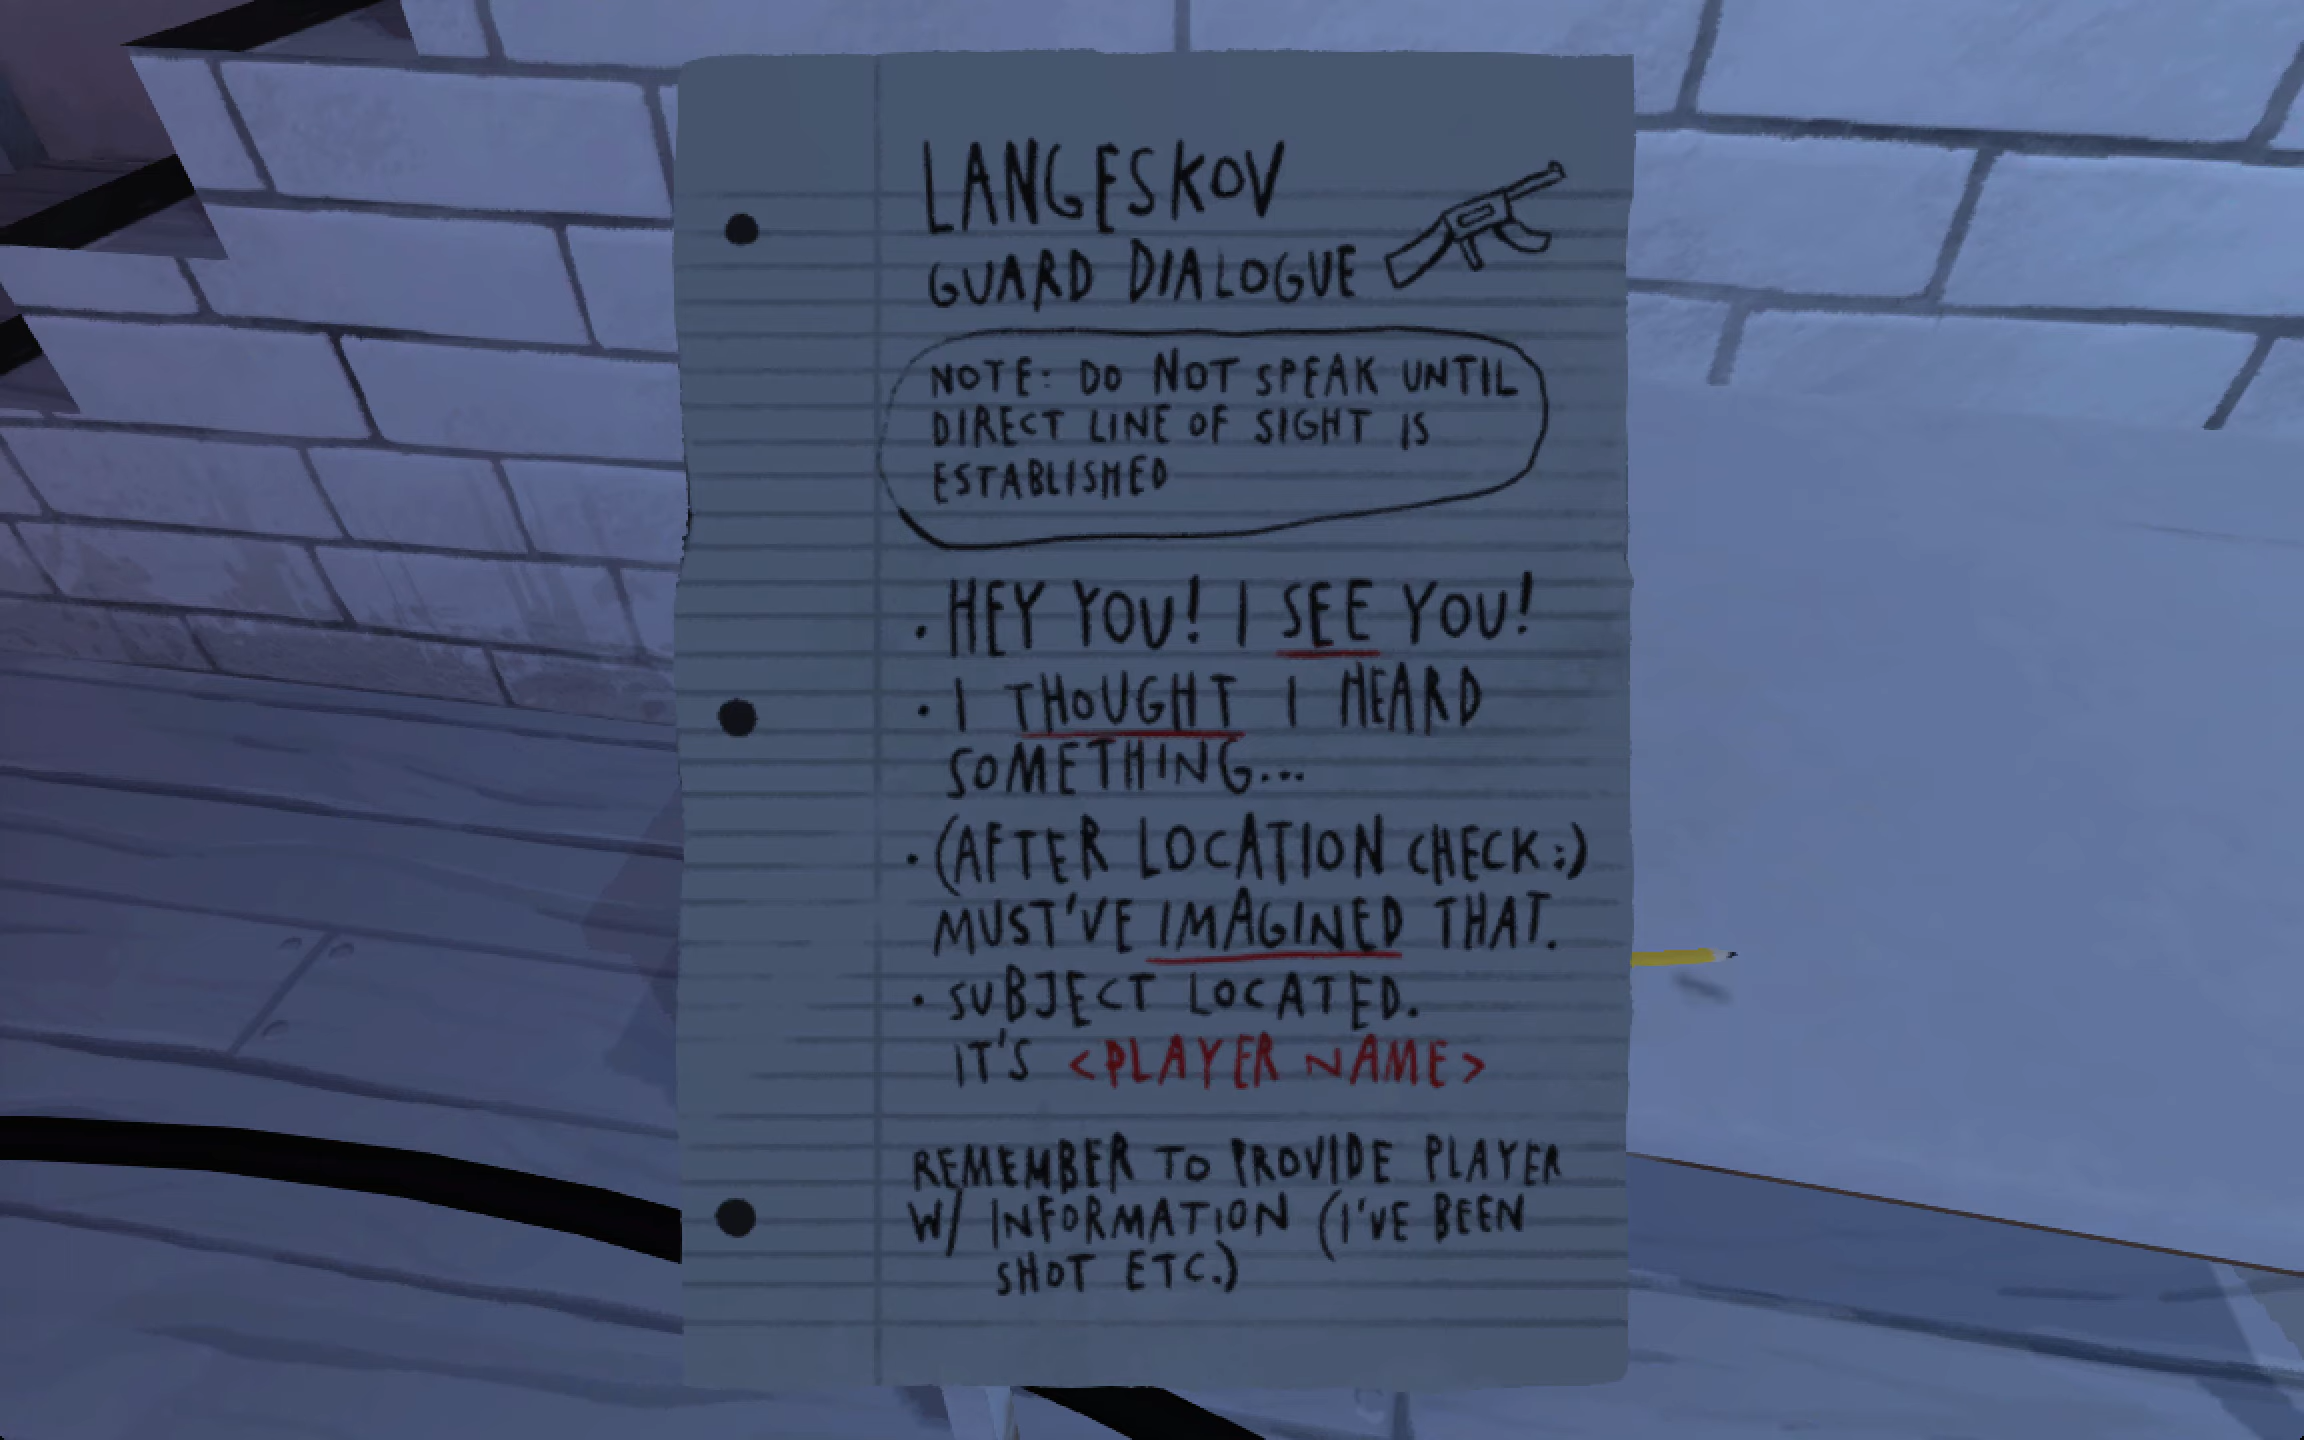 LANGESKOV
GUARD DIALOGUE
NOTE: DO NOT SPEAK UNTIL
DIRECT LINE OF SIGHT IS
ESTABLISHED
• HEY YOU! I SEE YOU!
• I THOUGHT I HEARD
SOMETHING...
• (AFTER LOCATION CHECK:)
MUST'VE IMAGINED THAT.
• SUBJECT LOCATED.
IT'S <PLAYER NAME>
REMEMBER TO PROVIDE PLAYER
W/ INFORMATION (I'VE BEEN
SHOT ETC.)